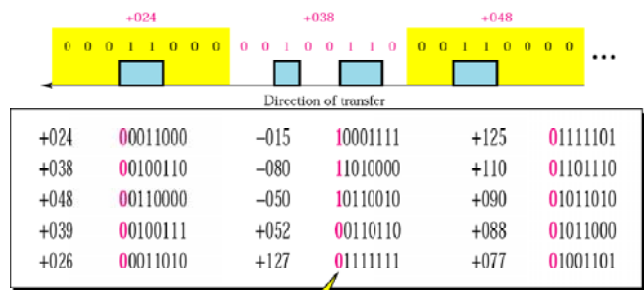 +024 +038 +048
0 0 0 1 1 0 0 0 0 0 1 0 0 1 1 0 0 0 1 1 0 0 0 0 ...
Direction of transfer
+024 00011000 -015 10001111 +125 01111101
+038 00100110 -080 11010000 +110 01101110
+048 00110000 -050 10110010 +090 01011010
+039 00100111 +052 00110110 +088 01011000
+026 00011010 +127 01111111 +077 01001101